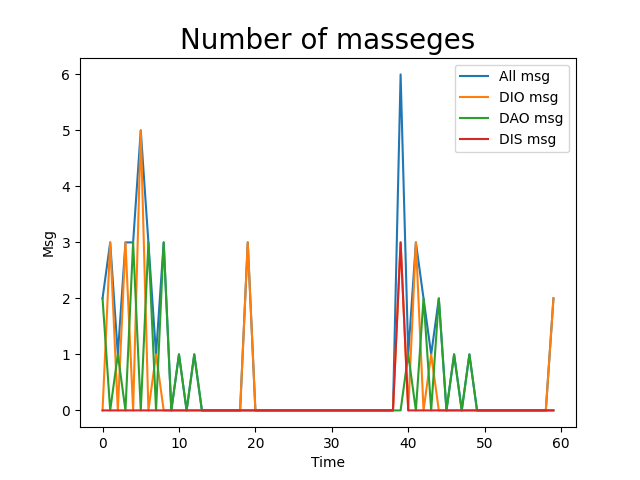 Number of masseges
All msg
DIO msg
DAO msg
DIS msg
6
5
4
3
2
1
0
Msg
0 10 20 30 40 50 60
Time